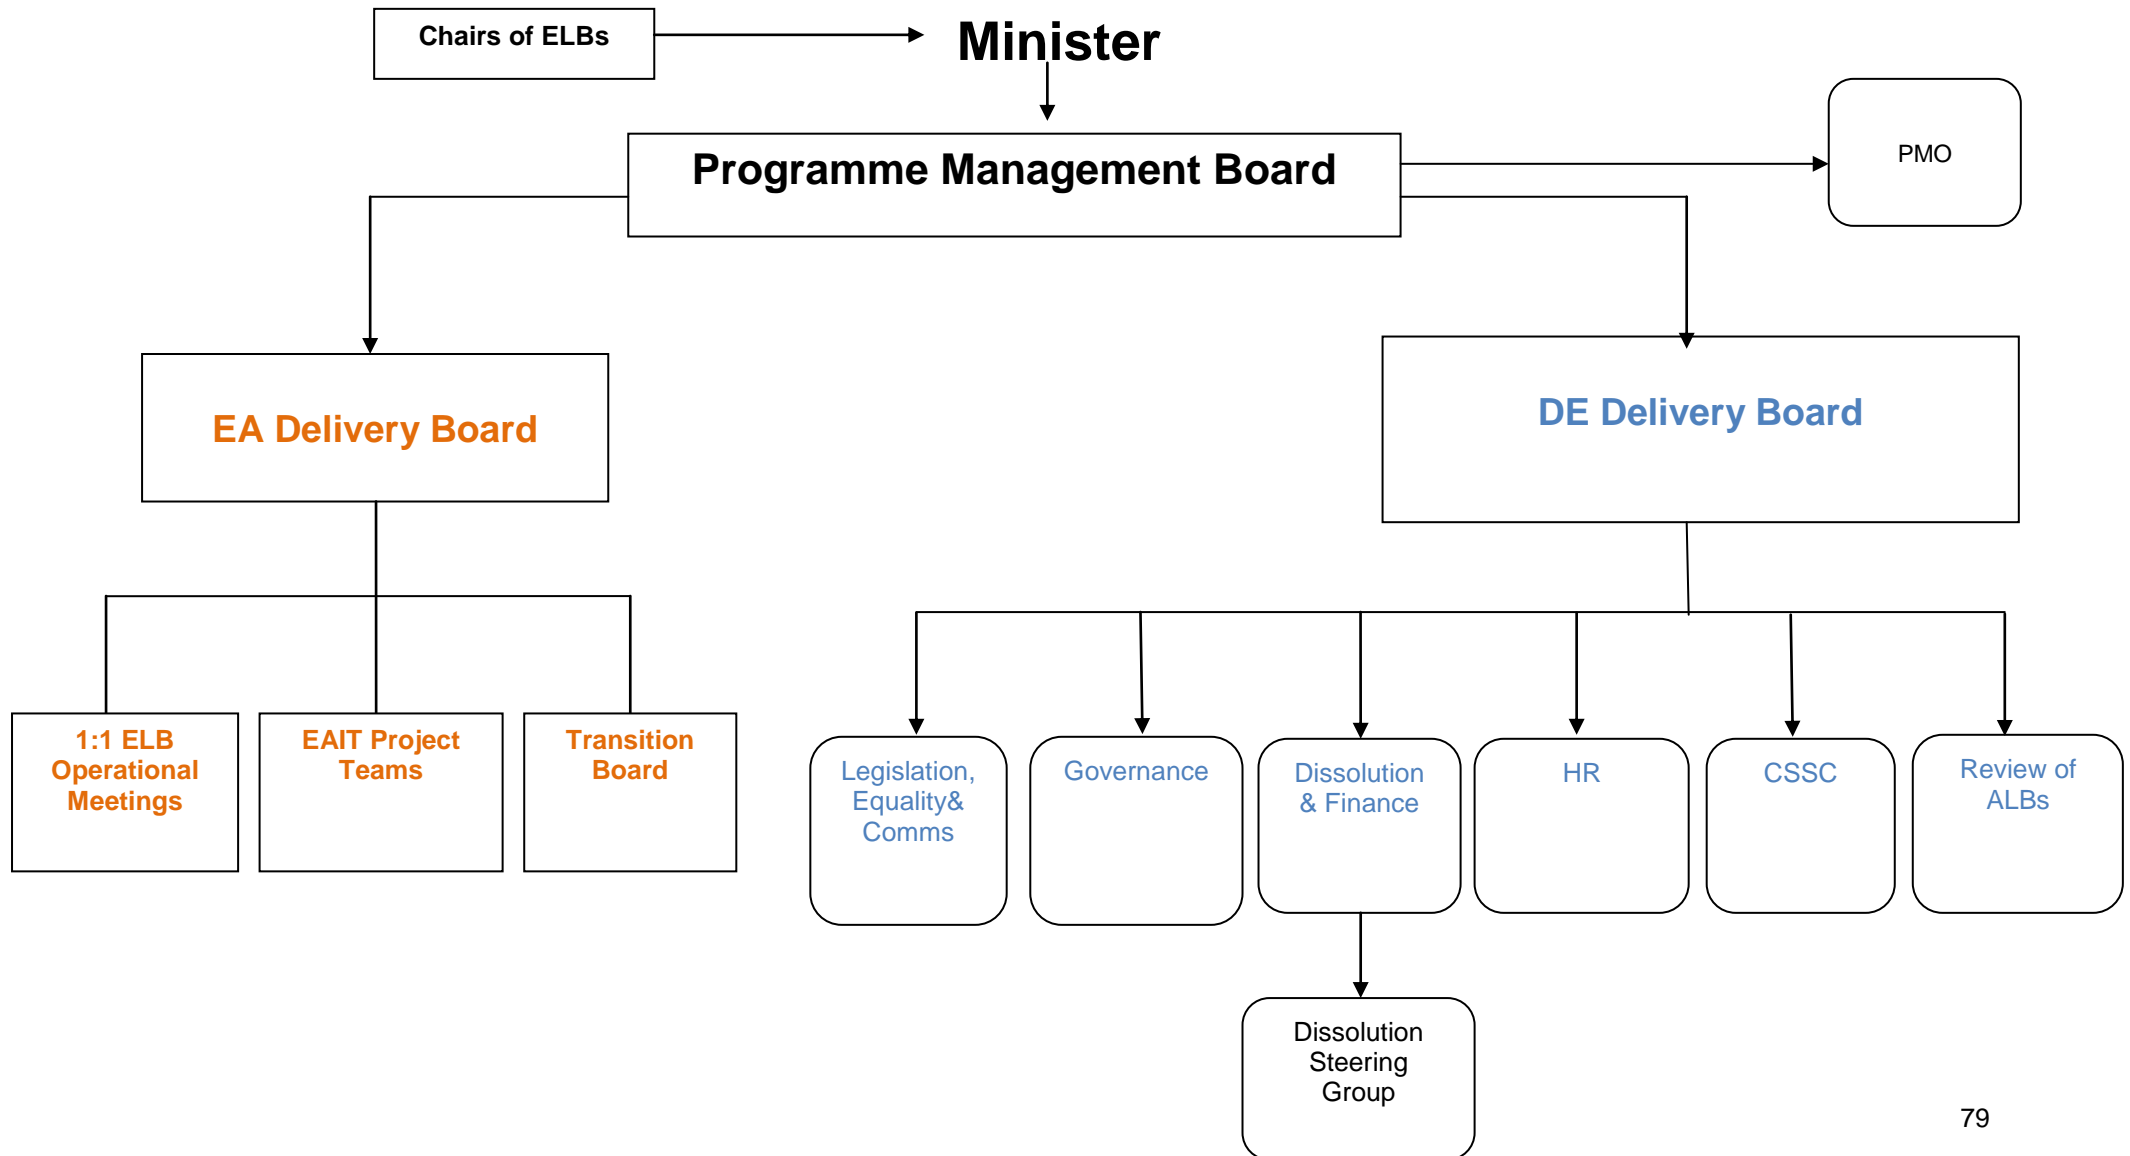 Chairs of ELBs
Minister
Programme Management Board
PMO
EA Delivery Board
DE Delivery Board
1:1 ELB
Operational
Meetings
EAIT Project
Teams
Transition
Board
Legislation,
Equality&
Comms
Governance
Dissolution
& Finance
HR
CSSC
Review of
ALBs
Dissolution
Steering
Group
79